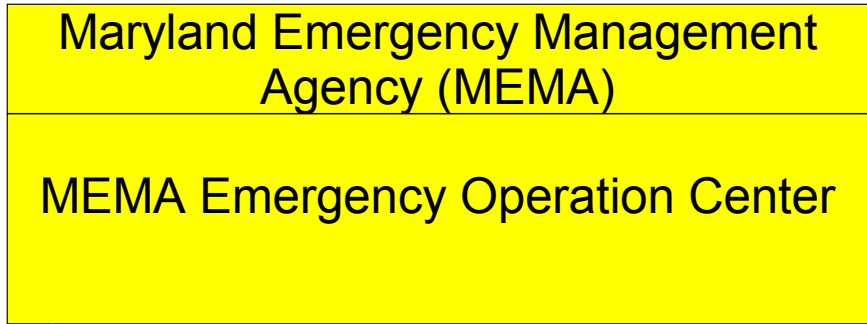 Maryland Emergency Management
Agency (MEMA)
MEMA Emergency Operation Center